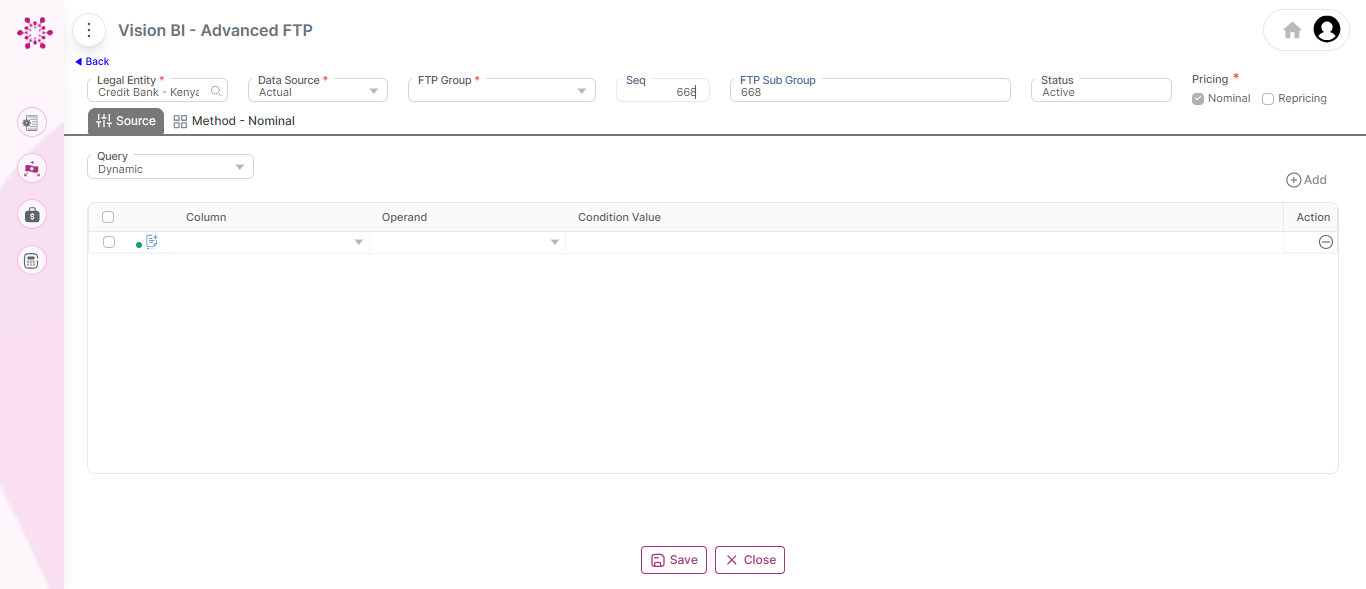 Vision BI - Advanced FTP
Back
Legal Entity *
Credit Bank - Kenya
Data Source *
Actual
FTP Group *
Seq
668
FTP Sub Group
668
Status
Active
Pricing *
Nominal
Repricing
Source
Method - Nominal
Query
Dynamic
Add
Column Operand Condition Value Action
Save
Close